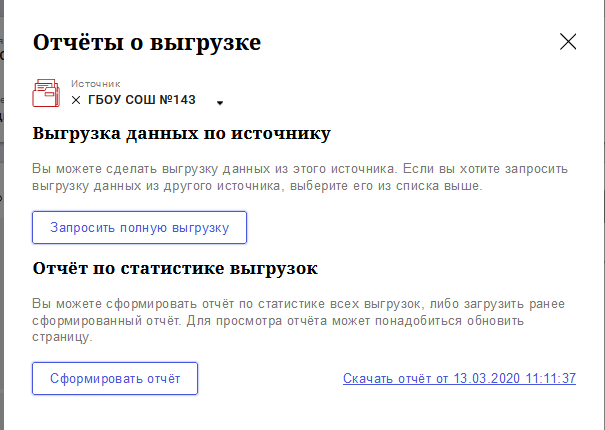 Отчёты о выгрузке
Источник
× ГБОУ СОШ №143
Выгрузка данных по источнику
Вы можете сделать выгрузку данных из этого источника. Если вы хотите запросить
выгрузку данных из другого источника, выберите его из списка выше.
Запросить полную выгрузку
Отчёт по статистике выгрузок
Вы можете сформировать отчёт по статистике всех выгрузок, либо загрузить ранее
сформированный отчёт. Для просмотра отчёта может понадобиться обновить
страницу.
Сформировать отчёт
Скачать отчёт от 13.03.2020 11:11:37